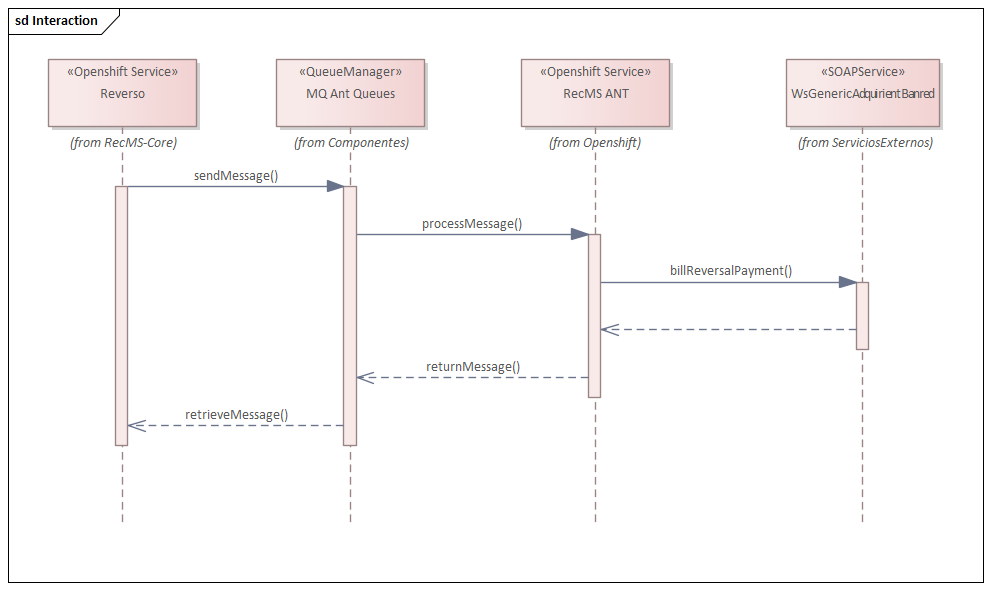 sd Interaction
«Openshift Service»
Reverso
(from RecMS-Core)
«QueueManager»
MQ Ant Queues
(from Componentes)
«Openshift Service»
RecMS ANT
(from Openshift)
«SOAPService»
WsGenericAdquirientBanred
(from ServiciosExternos)
sendMessage()
processMessage()
billReversalPayment()
returnMessage()
retrieveMessage()